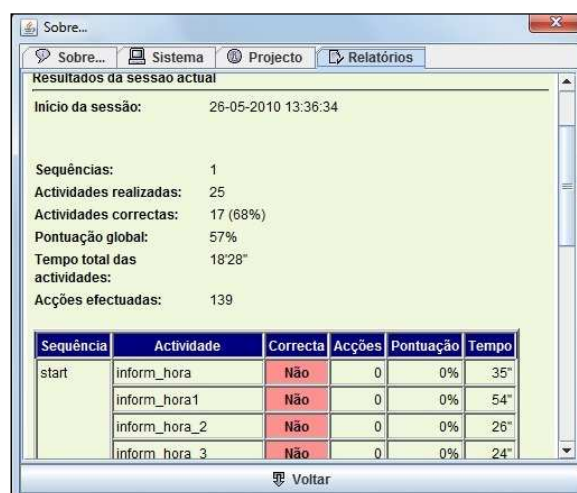 Sobre...
Sobre... Sistema Projecto Relatórios
Resultados da sessão actual
Início da sessão: 26-05-2010 13:36:34
Sequências: 1
Actividades realizadas: 25
Actividades correctas: 17 (68%)
Pontuação global: 57%
Tempo total das actividades: 18'28"
Acções efectuadas: 139
Sequência Actividade Correcta Acções Pontuação Tempo
start inform_hora Não 0 0% 35"
inform_hora1 Não 0 0% 54"
inform_hora_2 Não 0 0% 26"
inform_hora_3 Não 0 0% 24"
Voltar